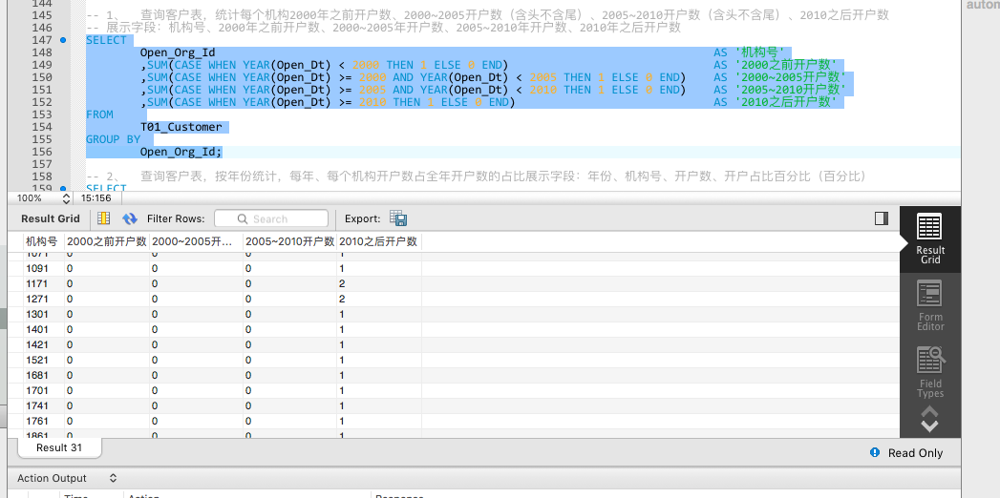 autom
144
145 -- 1、 查询客户表，统计每个机构2000年之前开户数、2000~2005开户数（含头不含尾）、2005~2010开户数（含头不含尾）、2010之后开户数
146 -- 展示字段：机构号、2000年之前开户数、2000~2005年开户数、2005~2010年开户数、2010年之后开户数
147 SELECT
148 Open_Org_Id AS '机构号'
149 ,SUM(CASE WHEN YEAR(Open_Dt) < 2000 THEN 1 ELSE 0 END) AS '2000之前开户数'
150 ,SUM(CASE WHEN YEAR(Open_Dt) >= 2000 AND YEAR(Open_Dt) < 2005 THEN 1 ELSE 0 END) AS '2000~2005开户数'
151 ,SUM(CASE WHEN YEAR(Open_Dt) >= 2005 AND YEAR(Open_Dt) < 2010 THEN 1 ELSE 0 END) AS '2005~2010开户数'
152 ,SUM(CASE WHEN YEAR(Open_Dt) >= 2010 THEN 1 ELSE 0 END) AS '2010之后开户数'
153 FROM
154 T01_Customer
155 GROUP BY
156 Open_Org_Id;
157
158 -- 2、 查询客户表，按年份统计，每年、每个机构开户数占全年开户数的占比展示字段：年份、机构号、开户数、开户占比百分比（百分比）
159 SELECT
100% 15:156
Result Grid Filter Rows: Search Export:
机构号 2000之前开户数 2000~2005开... 2005~2010开户数 2010之后开户数
1071 0 0 0 1
1091 0 0 0 1
1171 0 0 0 2
1271 0 0 0 2
1301 0 0 0 1
1401 0 0 0 1
1421 0 0 0 1
1521 0 0 0 1
1681 0 0 0 1
1701 0 0 0 1
1741 0 0 0 1
1761 0 0 0 1
1861 0 0 0 1
Result
Grid
Form
Editor
Field
Types
Result 31
Read Only
Action Output
Time Action Response